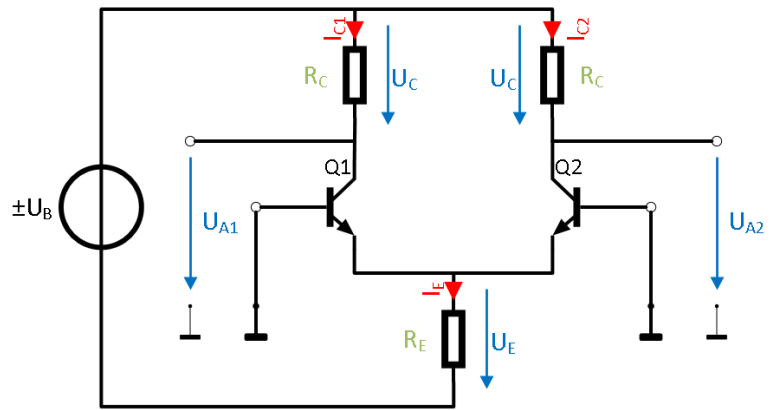 I_C1
I_C2
R_C
U_C
U_C
R_C
Q1
Q2
±U_B
U_A1
U_A2
I_E
R_E
U_E